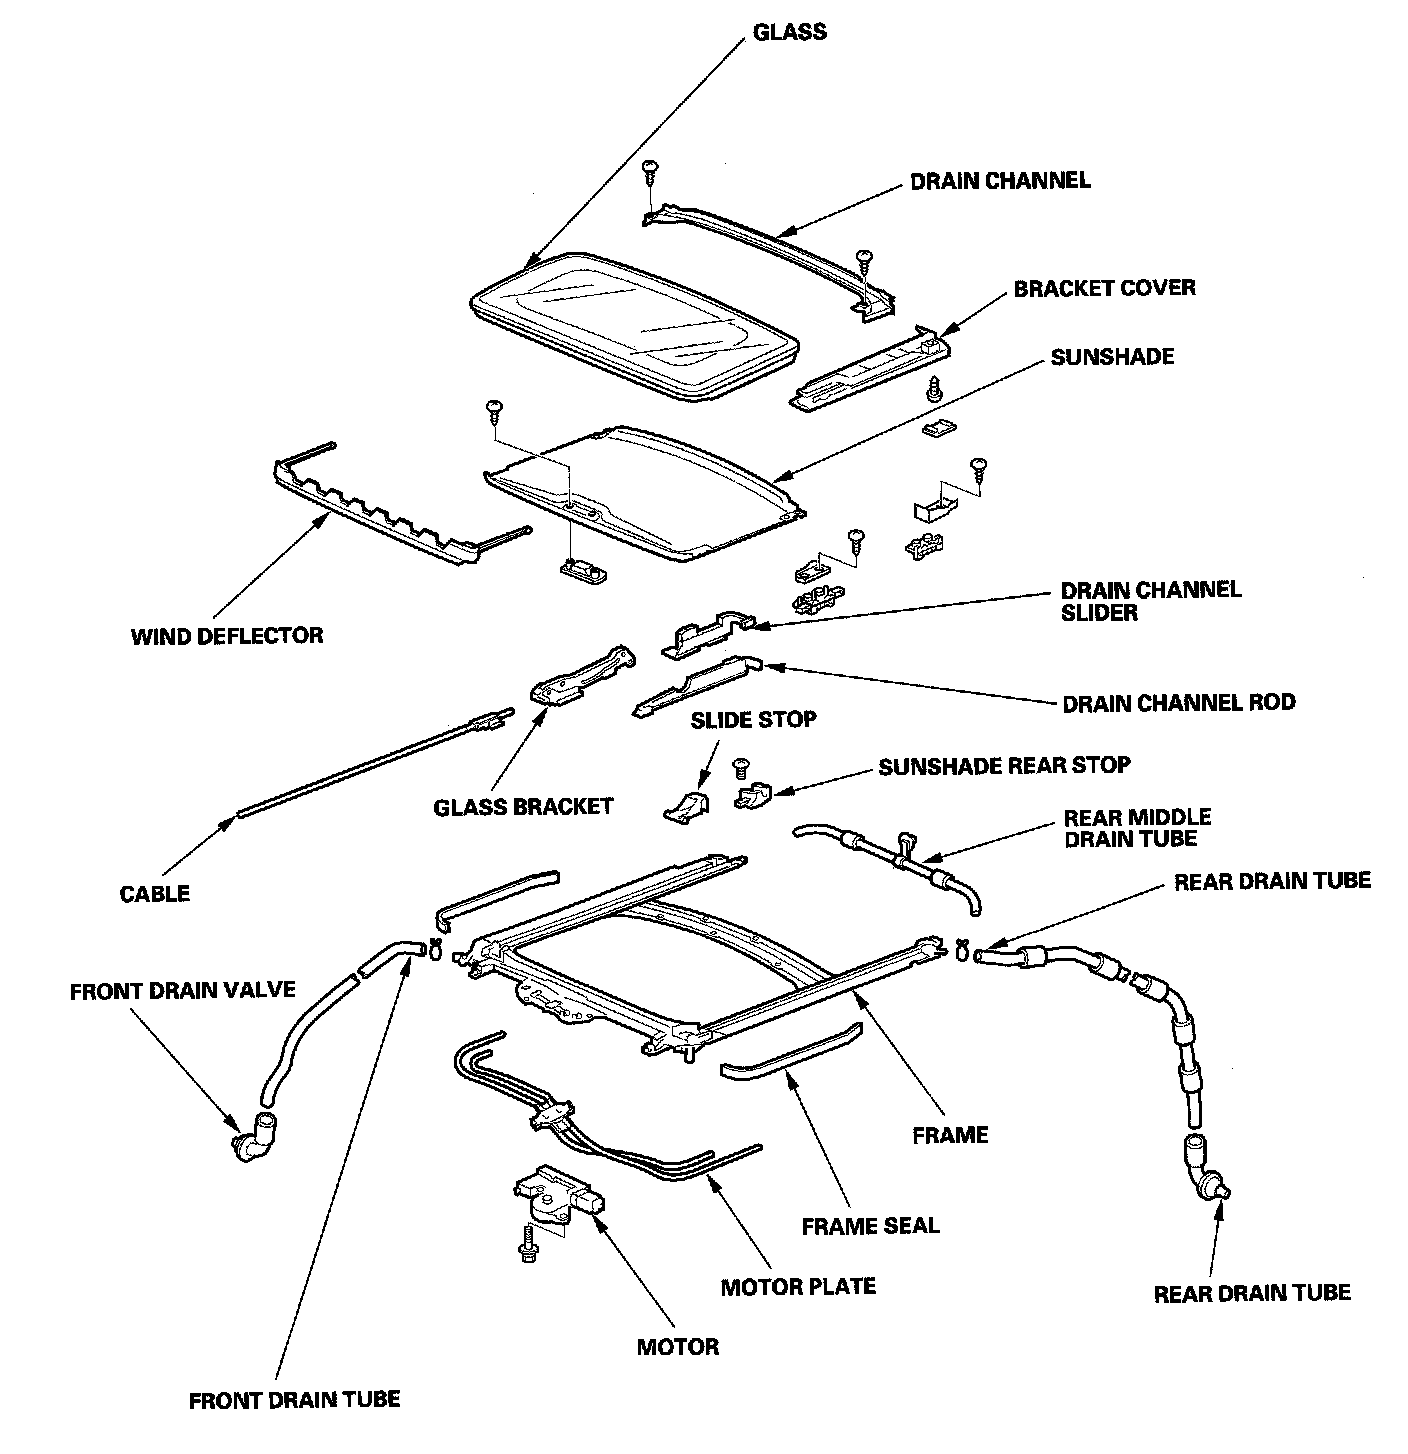 GLASS
DRAIN CHANNEL
BRACKET COVER
SUNSHADE
WIND DEFLECTOR
DRAIN CHANNEL
SLIDER
DRAIN CHANNEL ROD
SLIDE STOP
SUNSHADE REAR STOP
GLASS BRACKET
REAR MIDDLE
DRAIN TUBE
CABLE
REAR DRAIN TUBE
FRONT DRAIN VALVE
FRAME
FRAME SEAL
MOTOR PLATE
REAR DRAIN TUBE
MOTOR
FRONT DRAIN TUBE